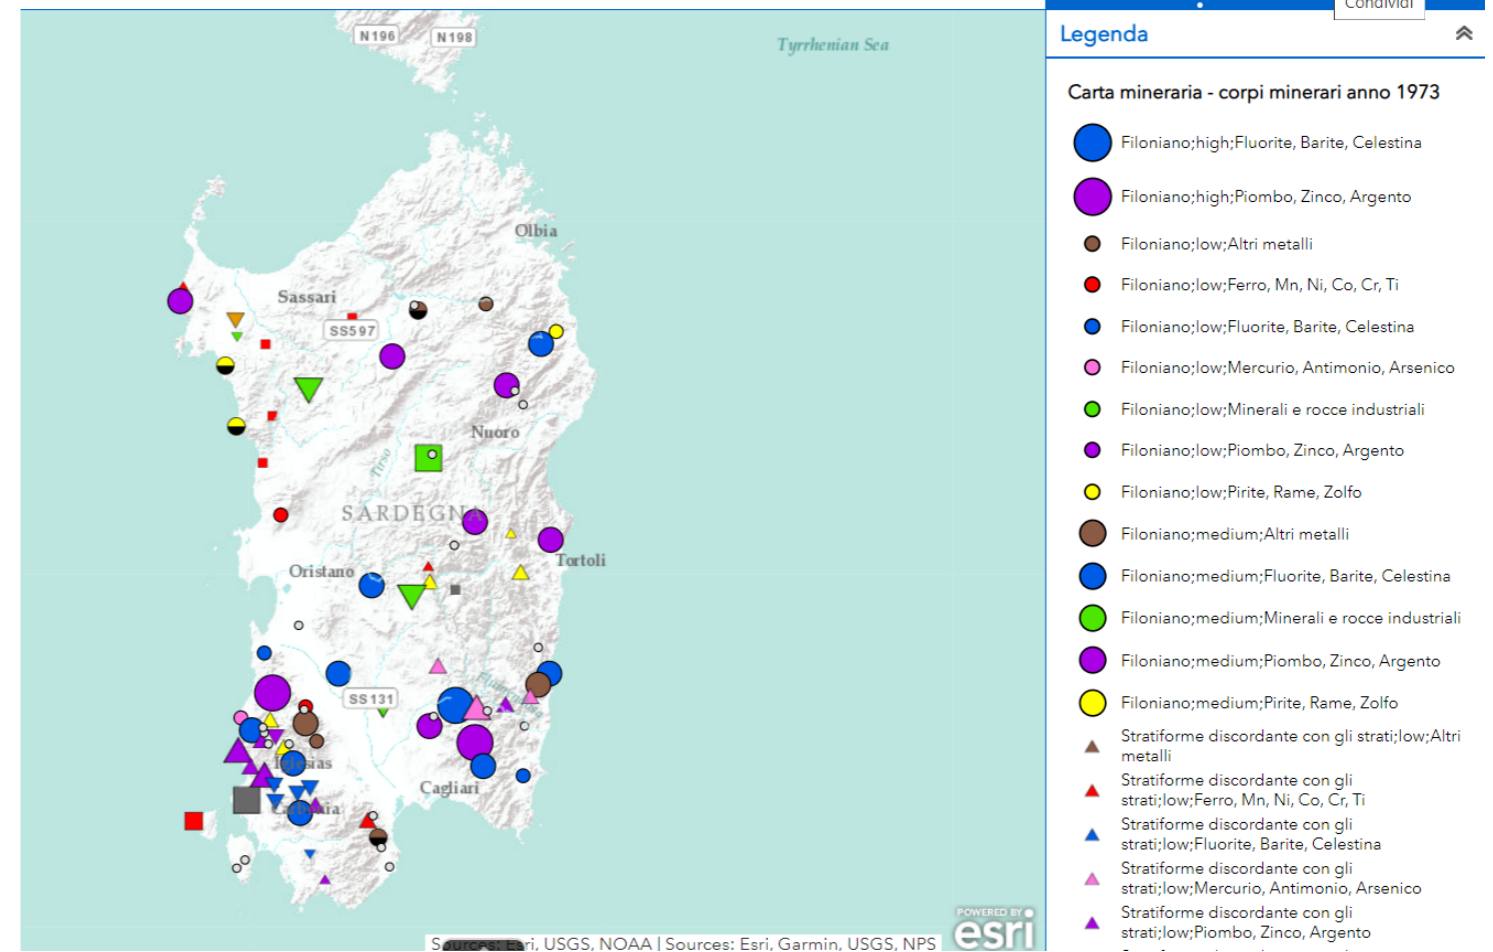 Condividi
N196
N198
Tyrrhenian Sea
Olbia
Sassari
SS597
Nuoro
Tirso
SARDEGNA
Oristano
Tortoli
SS131
Iglesias
Carbonia
Cagliari
POWERED BY
esri
Sources: Esri, USGS, NOAA | Sources: Esri, Garmin, USGS, NPS
Legenda
Carta mineraria - corpi minerari anno 1973
Filoniano;high;Fluorite, Barite, Celestina
Filoniano;high;Piombo, Zinco, Argento
Filoniano;low;Altri metalli
Filoniano;low;Ferro, Mn, Ni, Co, Cr, Ti
Filoniano;low;Fluorite, Barite, Celestina
Filoniano;low;Mercurio, Antimonio, Arsenico
Filoniano;low;Minerali e rocce industriali
Filoniano;low;Piombo, Zinco, Argento
Filoniano;low;Pirite, Rame, Zolfo
Filoniano;medium;Altri metalli
Filoniano;medium;Fluorite, Barite, Celestina
Filoniano;medium;Minerali e rocce industriali
Filoniano;medium;Piombo, Zinco, Argento
Filoniano;medium;Pirite, Rame, Zolfo
Stratiforme discordante con gli strati;low;Altri
metalli
Stratiforme discordante con gli
strati;low;Ferro, Mn, Ni, Co, Cr, Ti
Stratiforme discordante con gli
strati;low;Fluorite, Barite, Celestina
Stratiforme discordante con gli
strati;low;Mercurio, Antimonio, Arsenico
Stratiforme discordante con gli
strati;low;Piombo, Zinco, Argento